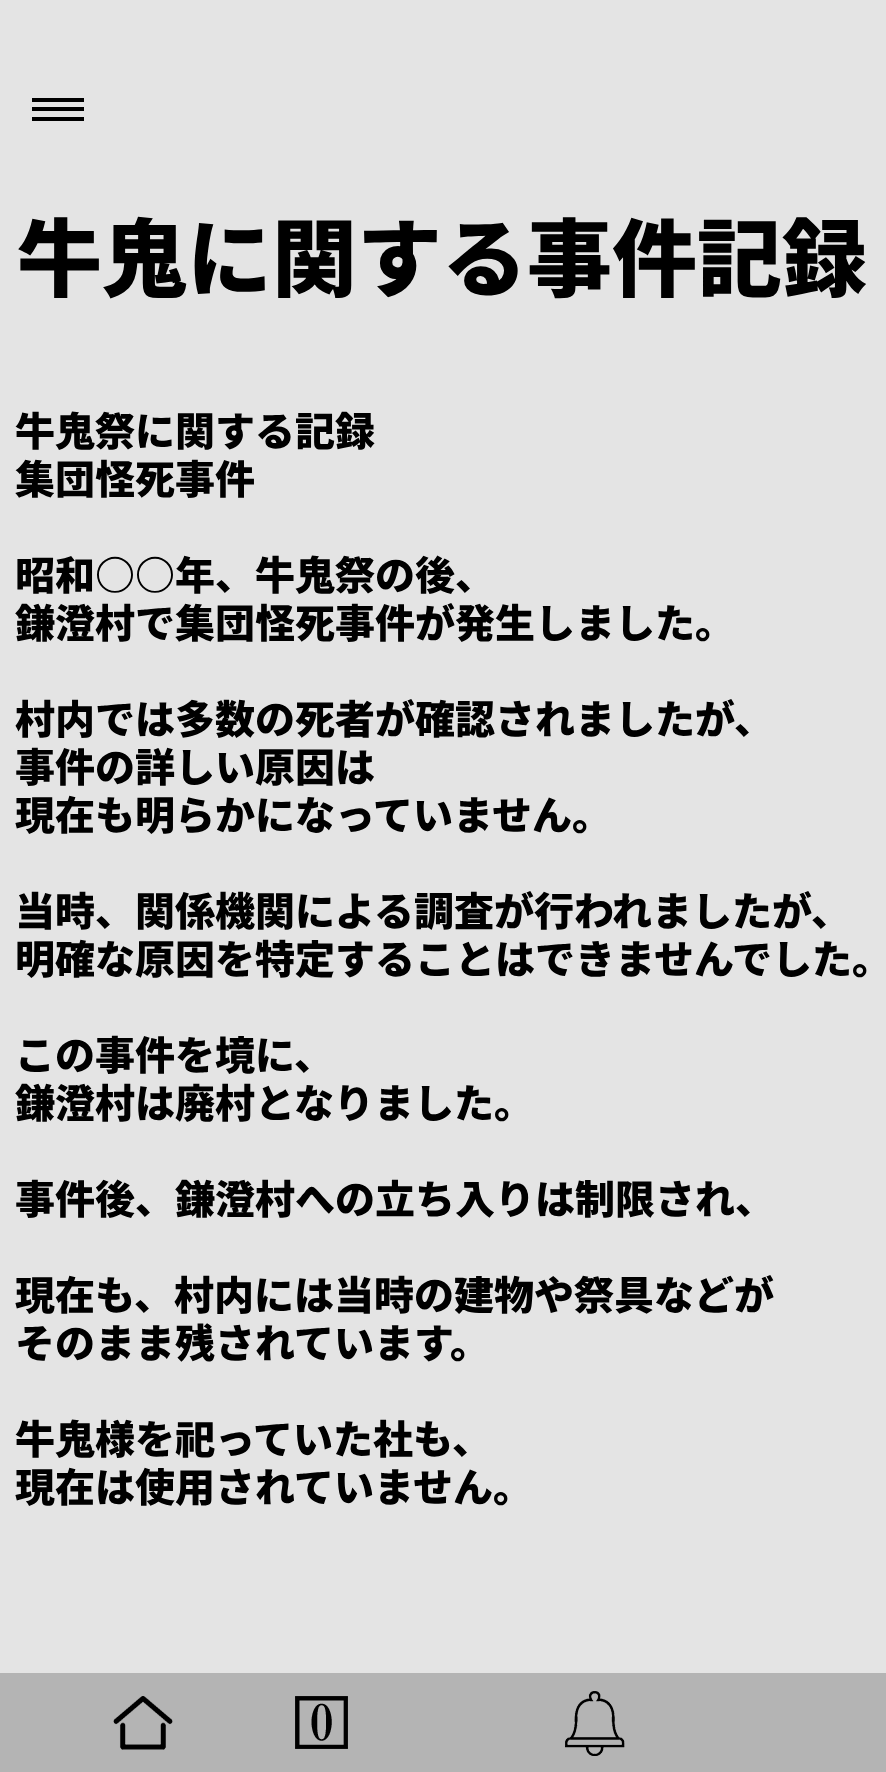 牛鬼に関する事件記録
牛鬼祭に関する記録
集団怪死事件
昭和○○年、牛鬼祭の後、
鎌澄村で集団怪死事件が発生しました。
村内では多数の死者が確認されましたが、
事件の詳しい原因は
現在も明らかになっていません。
当時、関係機関による調査が行われましたが、
明確な原因を特定することはできませんでした。
この事件を境に、
鎌澄村は廃村となりました。
事件後、鎌澄村への立ち入りは制限され、
現在も、村内には当時の建物や祭具などが
そのまま残されています。
牛鬼様を祀っていた社も、
現在は使用されていません。
0